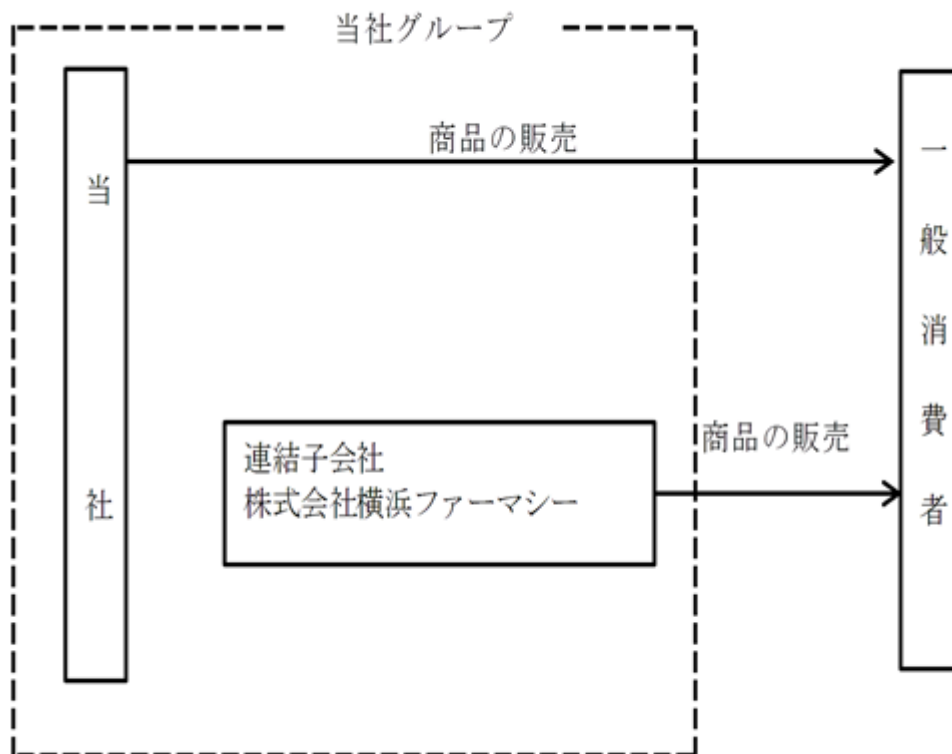 当社グループ
当社
商品の販売
一般消費者
連結子会社
株式会社横浜ファーマシー
商品の販売